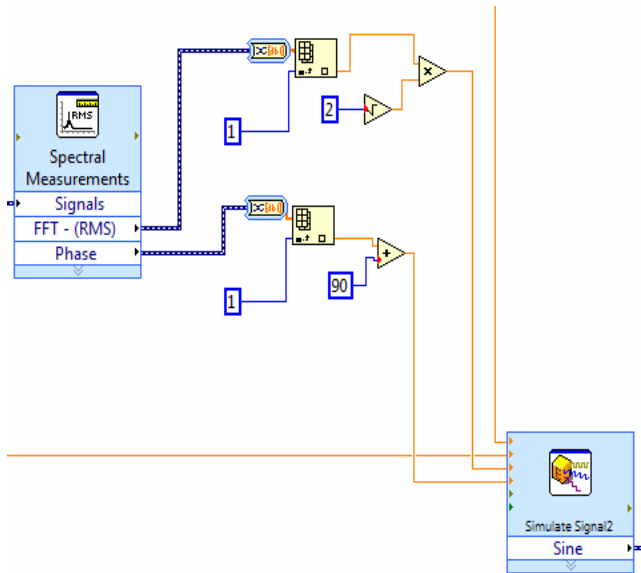 RMS
Spectral
Measurements
Signals
FFT - (RMS)
Phase
1
2
1
90
Simulate Signal2
Sine